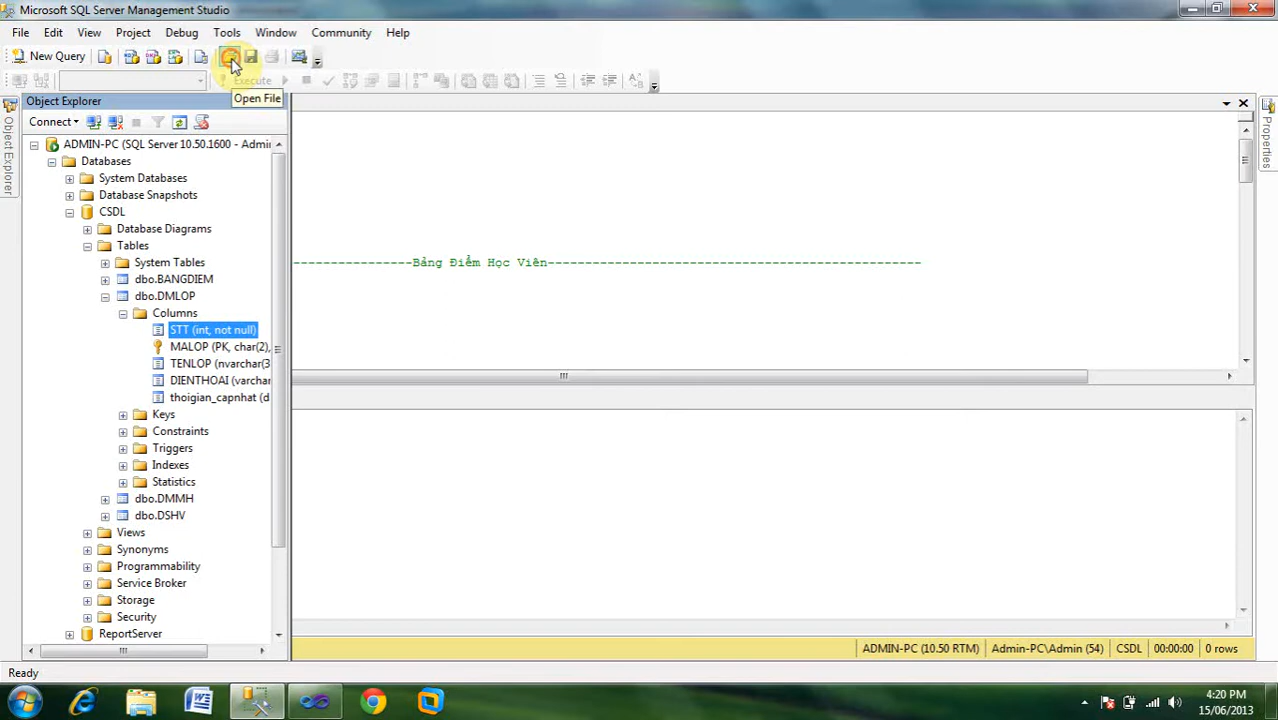 Microsoft SQL Server Management Studio
File Edit View Project Debug Tools Window Community Help
New Query
Execute
Open File
Object Explorer
Connect
Object Explorer
Properties
ADMIN-PC (SQL Server 10.50.1600 - Admi
Databases
System Databases
Database Snapshots
CSDL
Database Diagrams
Tables
System Tables
-----Bảng Điểm Học Viên-----
dbo.BANGDIEM
dbo.DMLOP
Columns
STT (int, not null)
MALOP (PK, char(2),
TENLOP (nvarchar(3
DIENTHOAI (varchar
thoigian_capnhat (d
Keys
Constraints
Triggers
Indexes
Statistics
dbo.DMMH
dbo.DSHV
Views
Synonyms
Programmability
Service Broker
Storage
Security
ReportServer
ADMIN-PC (10.50 RTM) Admin-PC\Admin (54) CSDL 00:00:00 0 rows
Ready
4:20 PM
15/06/2013